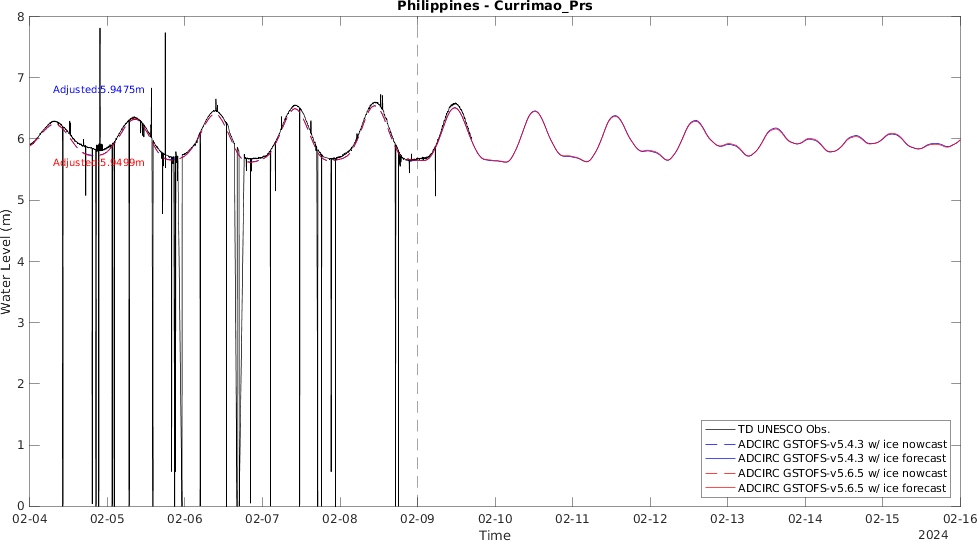 Philippines - Currimao_Prs
8
7
6
5
4
3
2
1
0
Water Level (m)
Adjusted:5.9475m
Adjusted:5.9499m
TD UNESCO Obs.
ADCIRC GSTOFS-v5.4.3 w/ ice nowcast
ADCIRC GSTOFS-v5.4.3 w/ ice forecast
ADCIRC GSTOFS-v5.6.5 w/ ice nowcast
ADCIRC GSTOFS-v5.6.5 w/ ice forecast
02-04 02-05 02-06 02-07 02-08 02-09 02-10 02-11 02-12 02-13 02-14 02-15 02-16
Time
2024